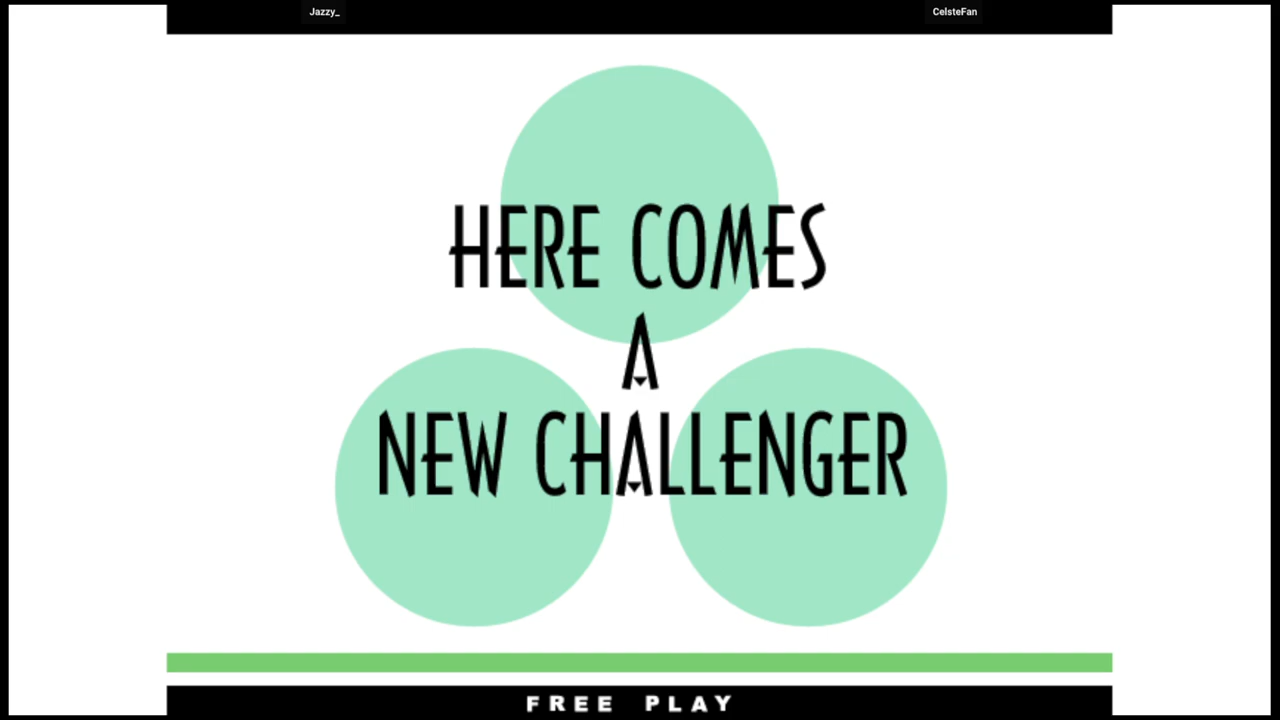 Jazzy_
CelsteFan
HERE COMES
A
NEW CHALLENGER
FREE PLAY